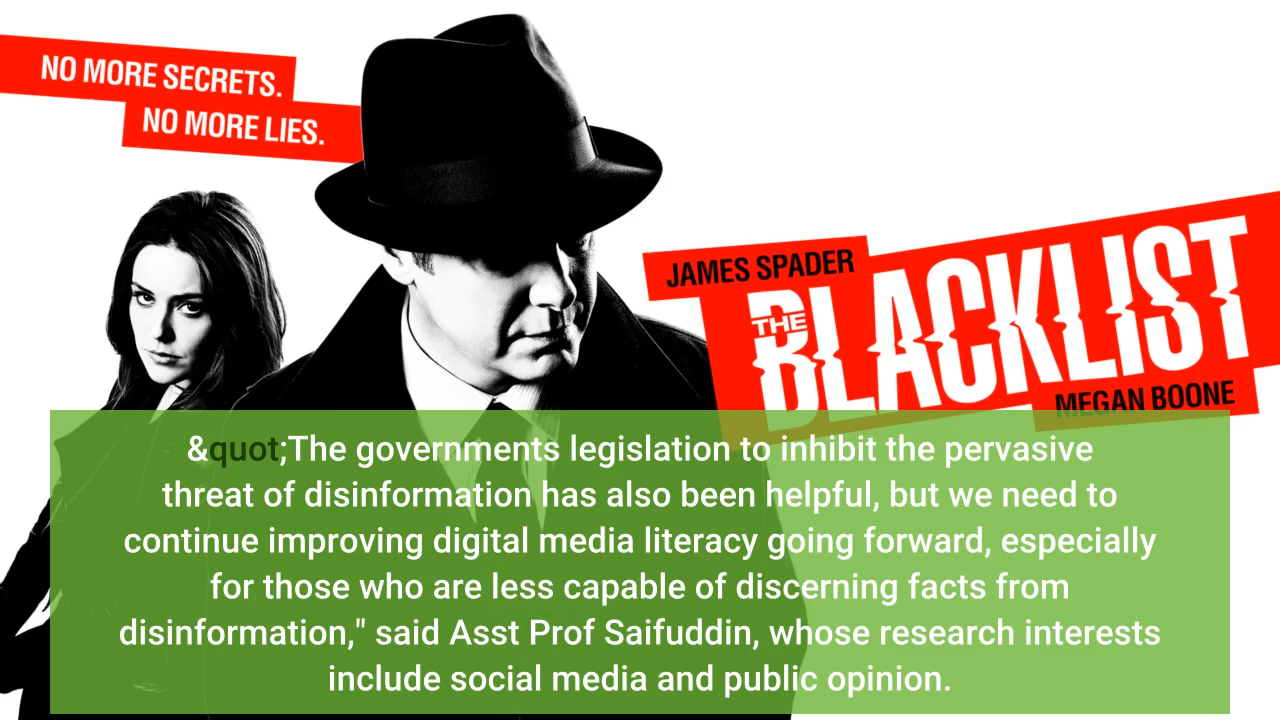 NO MORE SECRETS.
NO MORE LIES.
JAMES SPADER
THE
BLACKLIST
MEGAN BOONE
&quot;The governments legislation to inhibit the pervasive
threat of disinformation has also been helpful, but we need to
continue improving digital media literacy going forward, especially
for those who are less capable of discerning facts from
disinformation," said Asst Prof Saifuddin, whose research interests
include social media and public opinion.